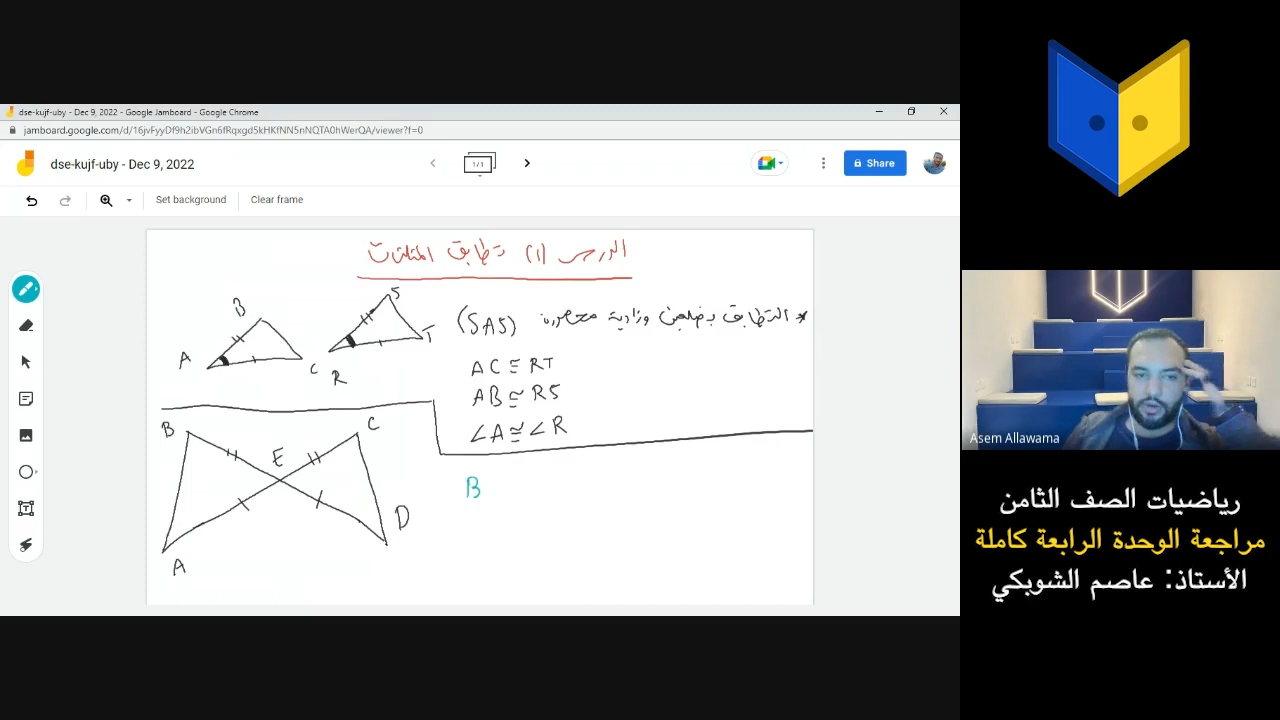 dse-kujf-uby - Dec 9, 2022 - Google Jamboard - Google Chrome
jamboard.google.com/d/16jvFyyDf9h2ibVGn6fRqxgd5kHKfNN5nNQTA0hWerQA/viewer?f=0
dse-kujf-uby - Dec 9, 2022
1/1
Share
Set background
Clear frame
الدرس (1) تطابق المثلثات
* التطابق بضلعين وزاوية محصورة (SAS)
B
A
C
S
T
R
AC ≅ RT
AB ≅ RS
∠A ≅ ∠R
B
C
E
D
A
B
Asem Allawama
رياضيات الصف الثامن
مراجعة الوحدة الرابعة كاملة
الأستاذ: عاصم الشوبكي